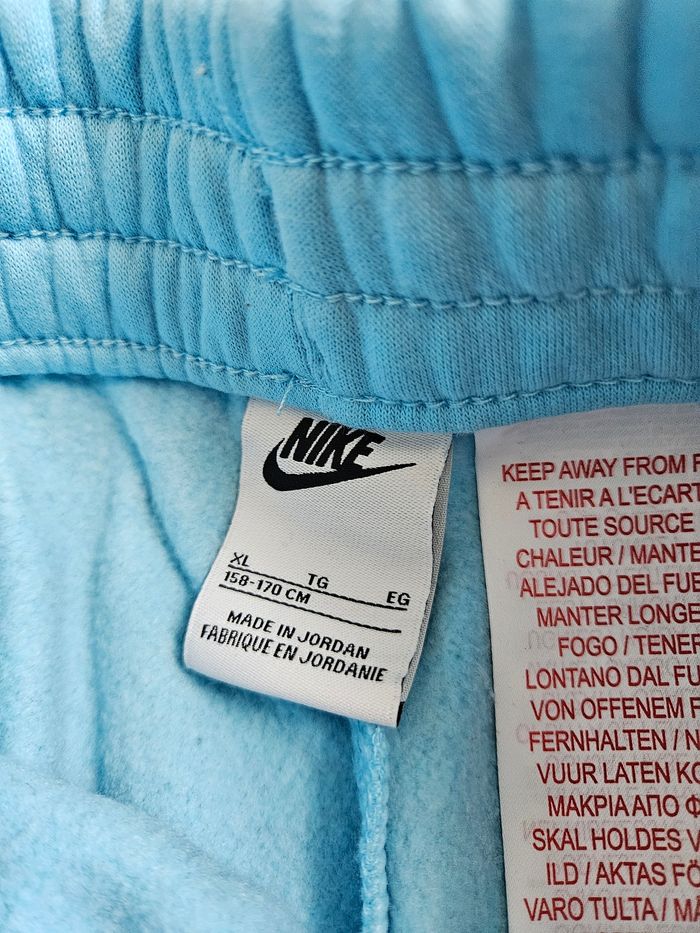 NIKE
XL TG EG
158-170 CM
MADE IN JORDAN
FABRIQUE EN JORDANIE
KEEP AWAY FROM
A TENIR A L'ECART
TOUTE SOURCE
CHALEUR / MANTE
ALEJADO DEL FUE
MANTER LONGE
FOGO / TENER
LONTANO DAL FU
VON OFFENEM F
FERNHALTEN / N
VUUR LATEN KO
ΜΑΚΡΙΑ ΑΠΟ Φ
SKAL HOLDES V
ILD / AKTAS FÖ
VARO TULTA / MÅ